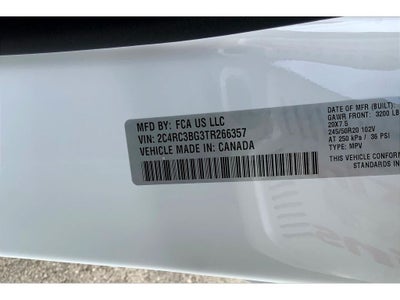 MFD BY: FCA US LLC
VIN: 2C4RC3BG3TR266357
VEHICLE MADE IN: CANADA
DATE OF MFR (BUILT)
GAWR FRONT: 3200 LB
20X7.5
245/50R20 102V
AT 250 kPa / 36 PSI
TYPE: MPV
THIS VEHICLE CONFOR
STANDARDS IN